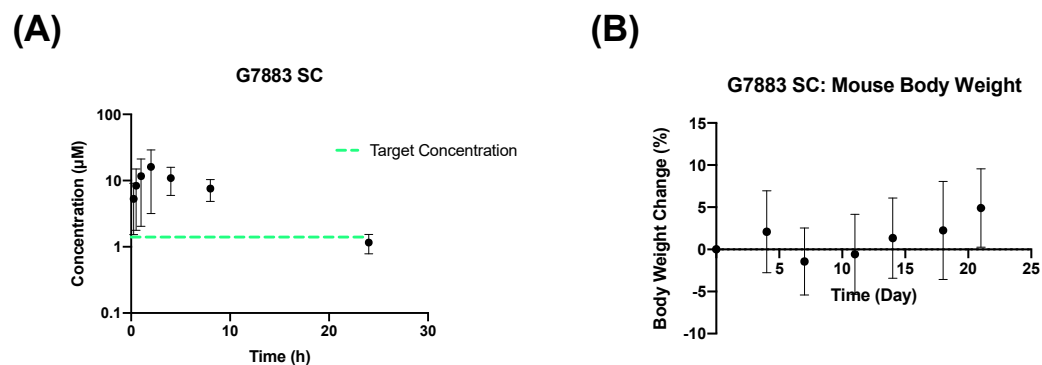 (A)
G7883 SC
Concentration (µM)
100
10
1
0.1
0
10
20
30
Time (h)
Target Concentration
(B)
G7883 SC: Mouse Body Weight
Body Weight Change (%)
15
10
5
0
-5
-10
5
10
15
20
25
Time (Day)